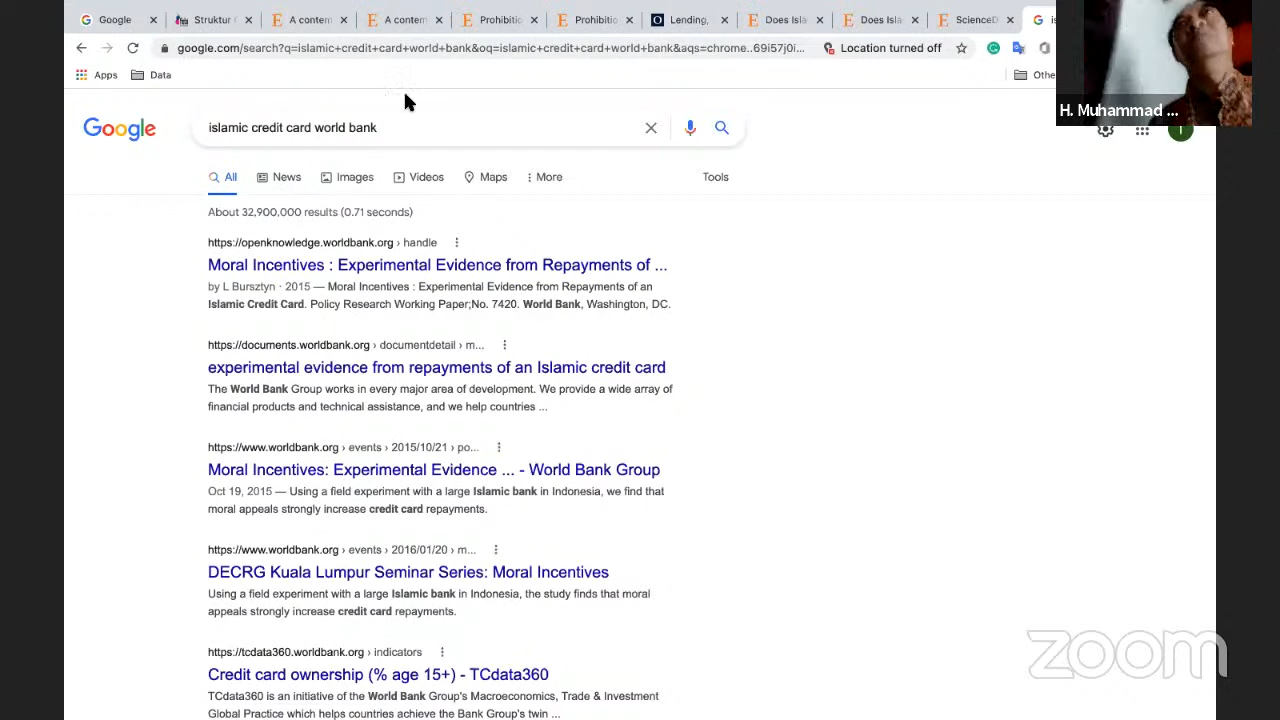 Google
Struktur
A contem
A contem
Prohibitio
Prohibitio
Lending,
Does Isla
Does Isla
ScienceD
google.com/search?q=islamic+credit+card+world+bank&oq=islamic+credit+card+world+bank&aqs=chrome..69i57j0i...
Location turned off
Apps
Data
Othe
H. Muhammad ...
Google
islamic credit card world bank
T
All
News
Images
Videos
Maps
More
Tools
About 32,900,000 results (0.71 seconds)
https://openknowledge.worldbank.org › handle
Moral Incentives : Experimental Evidence from Repayments of ...
by L Bursztyn · 2015 — Moral Incentives : Experimental Evidence from Repayments of an
Islamic Credit Card. Policy Research Working Paper;No. 7420. World Bank, Washington, DC.
https://documents.worldbank.org › documentdetail › m...
experimental evidence from repayments of an Islamic credit card
The World Bank Group works in every major area of development. We provide a wide array of
financial products and technical assistance, and we help countries ...
https://www.worldbank.org › events › 2015/10/21 › po...
Moral Incentives: Experimental Evidence ... - World Bank Group
Oct 19, 2015 — Using a field experiment with a large Islamic bank in Indonesia, we find that
moral appeals strongly increase credit card repayments.
https://www.worldbank.org › events › 2016/01/20 › m...
DECRG Kuala Lumpur Seminar Series: Moral Incentives
Using a field experiment with a large Islamic bank in Indonesia, the study finds that moral
appeals strongly increase credit card repayments.
https://tcdata360.worldbank.org › indicators
Credit card ownership (% age 15+) - TCdata360
TCdata360 is an initiative of the World Bank Group's Macroeconomics, Trade & Investment
Global Practice which helps countries achieve the Bank Group's twin ...
zoom